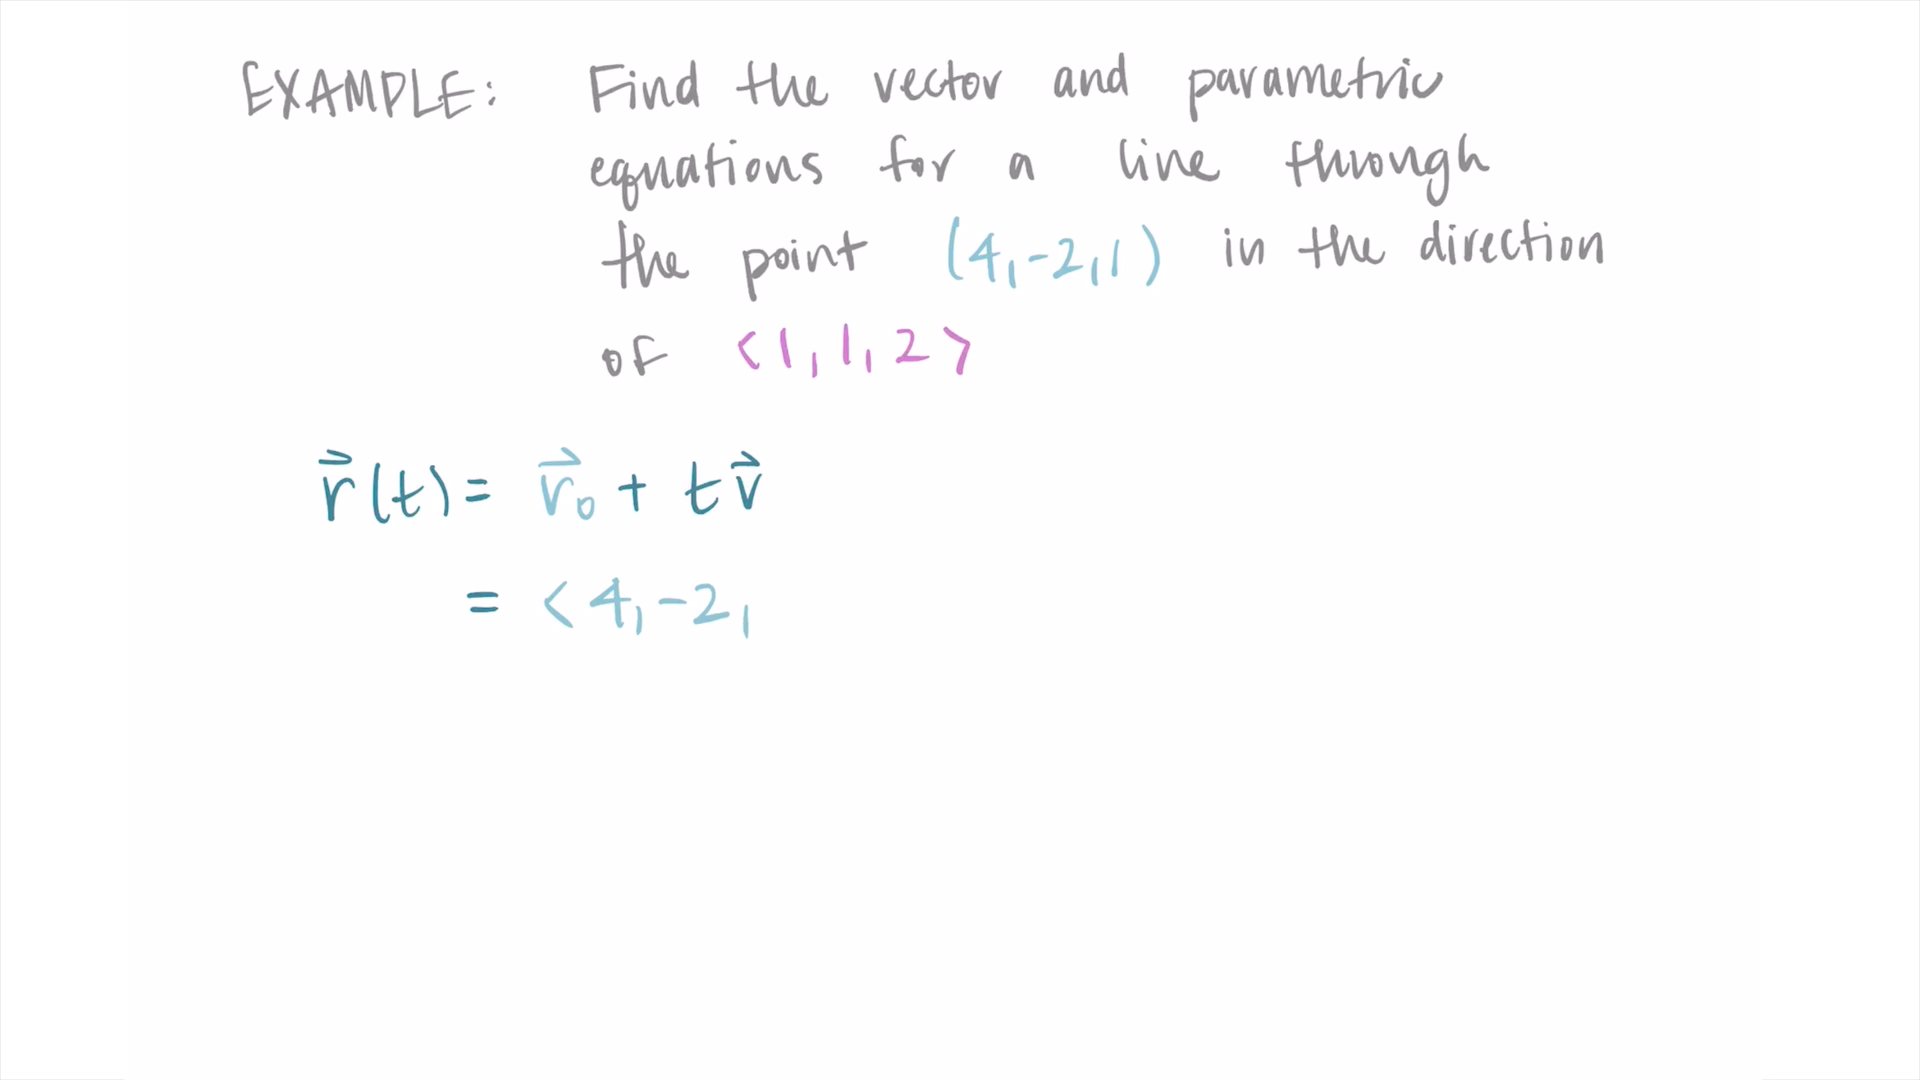 EXAMPLE: Find the vector and parametric
equations for a line through
the point (4,-2,1) in the direction
of <1,1,2>
r⃗(t) = r⃗₀ + tv⃗
= <4,-2,